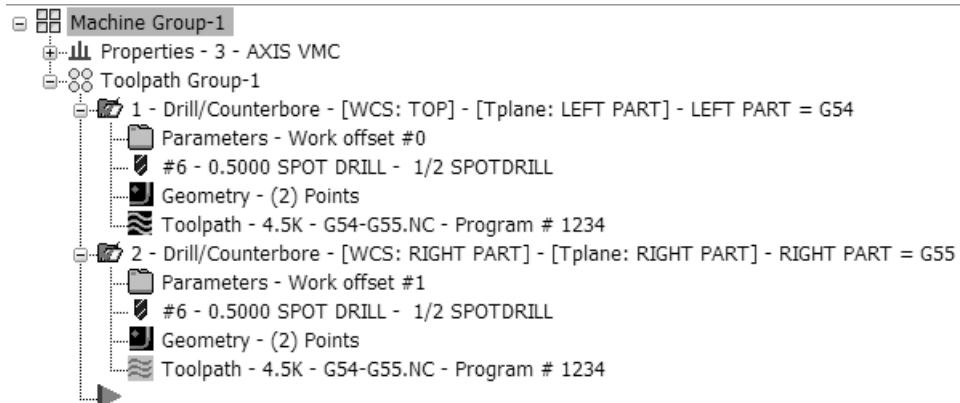 Machine Group-1
Properties - 3 - AXIS VMC
Toolpath Group-1
1 - Drill/Counterbore - [WCS: TOP] - [Tplane: LEFT PART] - LEFT PART = G54
Parameters - Work offset #0
#6 - 0.5000 SPOT DRILL - 1/2 SPOTDRILL
Geometry - (2) Points
Toolpath - 4.5K - G54-G55.NC - Program # 1234
2 - Drill/Counterbore - [WCS: RIGHT PART] - [Tplane: RIGHT PART] - RIGHT PART = G55
Parameters - Work offset #1
#6 - 0.5000 SPOT DRILL - 1/2 SPOTDRILL
Geometry - (2) Points
Toolpath - 4.5K - G54-G55.NC - Program # 1234